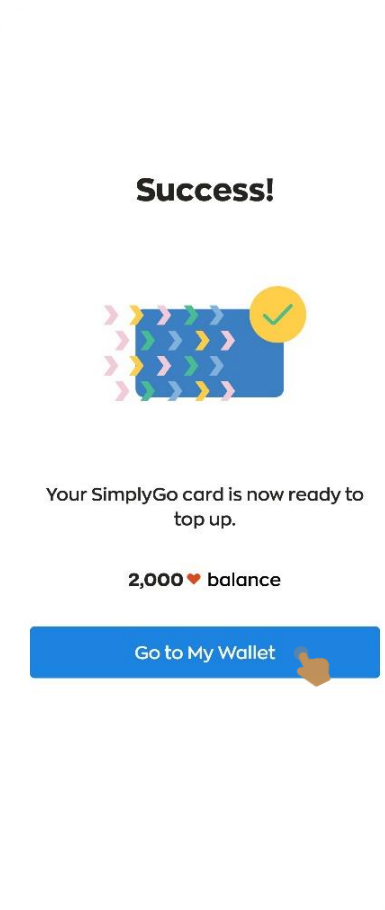 Success!
Your SimplyGo card is now ready to
top up.
2,000❤ balance
Go to My Wallet